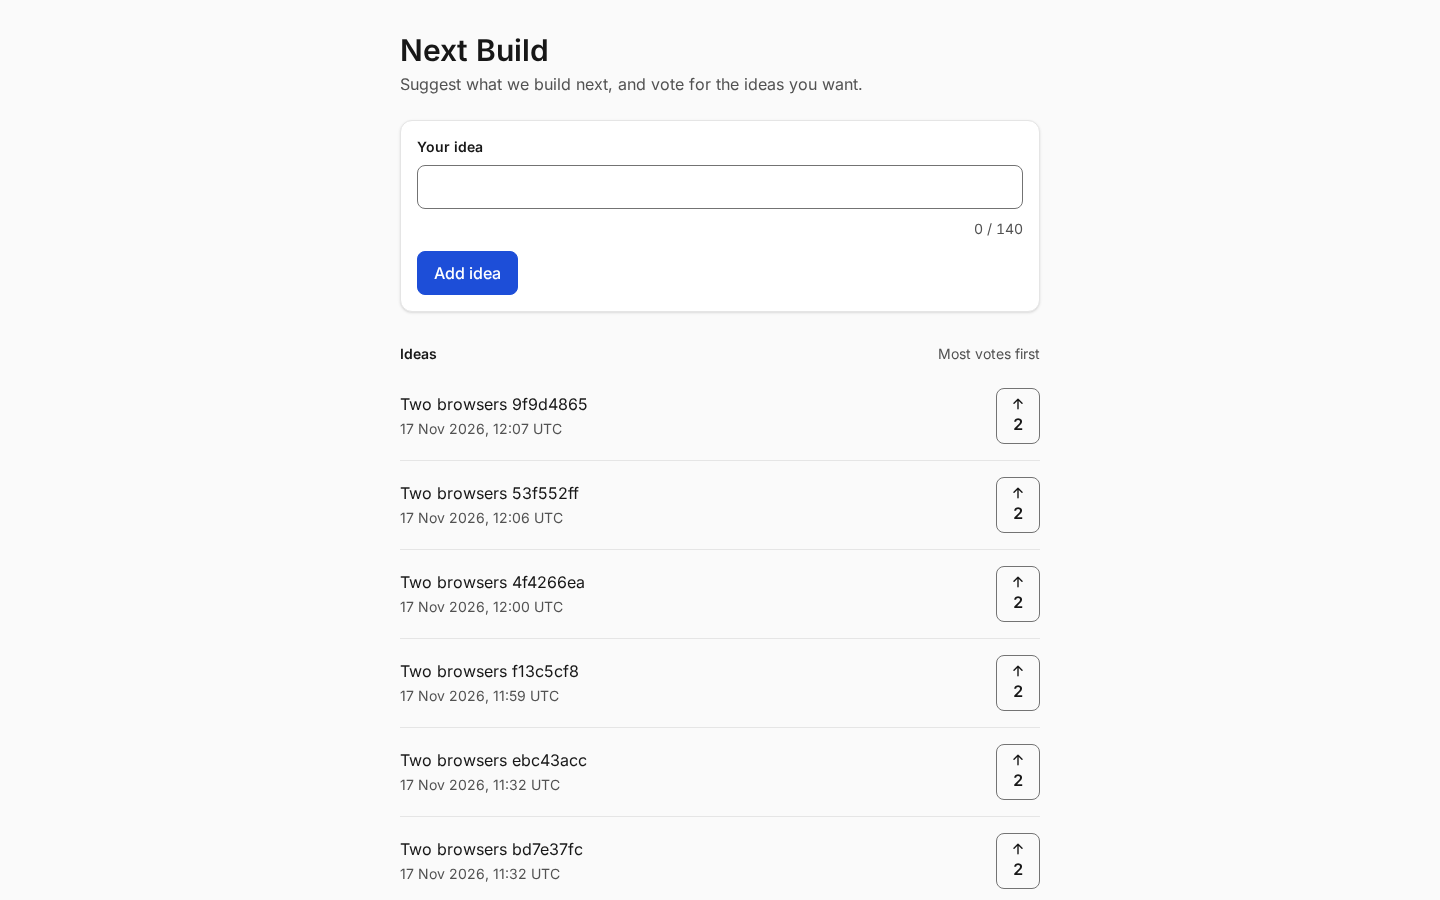 Next Build
Suggest what we build next, and vote for the ideas you want.
Your idea
0 / 140
Add idea
Ideas
Most votes first
Two browsers 9f9d4865
17 Nov 2026, 12:07 UTC
↑
2
Two browsers 53f552ff
17 Nov 2026, 12:06 UTC
↑
2
Two browsers 4f4266ea
17 Nov 2026, 12:00 UTC
↑
2
Two browsers f13c5cf8
17 Nov 2026, 11:59 UTC
↑
2
Two browsers ebc43acc
17 Nov 2026, 11:32 UTC
↑
2
Two browsers bd7e37fc
17 Nov 2026, 11:32 UTC
↑
2